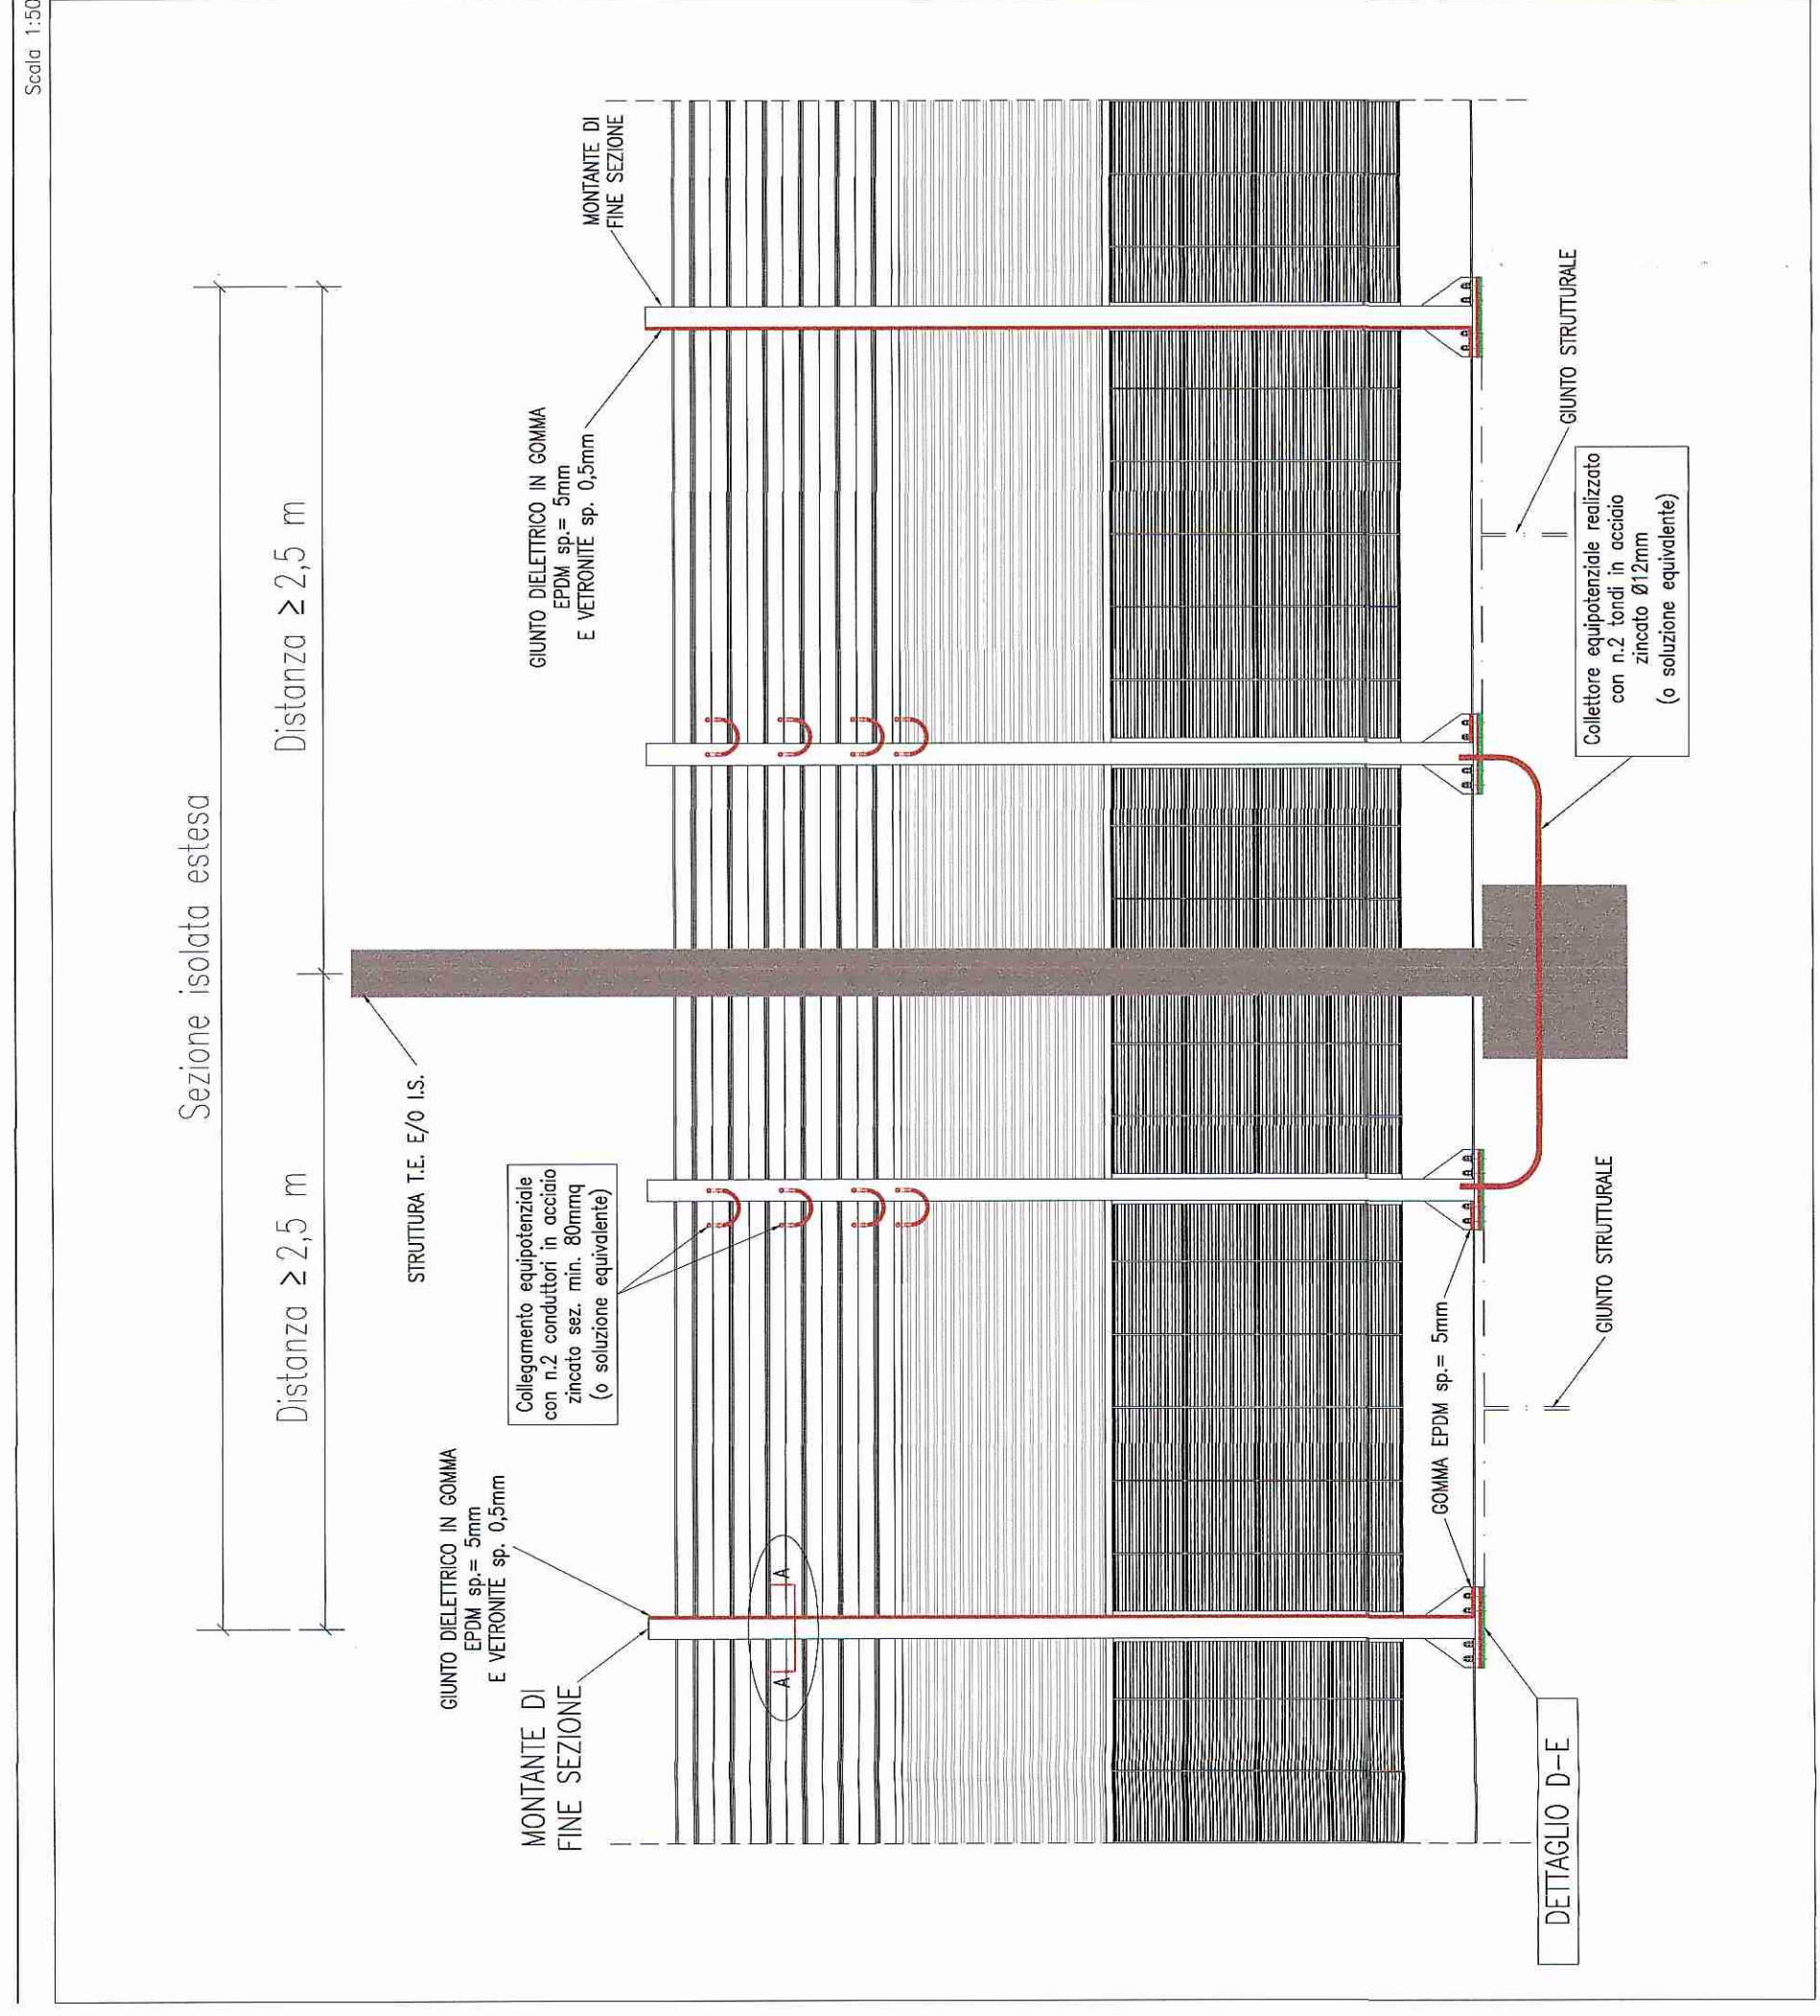 Scala 1:50
Sezione isolata estesa
Distanza ≥ 2,5 m
Distanza ≥ 2,5 m
STRUTTURA T.E. E/O I.S.
GIUNTO DIELETTRICO IN GOMMA
EPDM sp.= 5mm
E VETRONITE sp. 0,5mm
MONTANTE DI
FINE SEZIONE
Collegamento equipotenziale
con n.2 conduttori in acciaio
zincato sez. min. 80mmq
(o soluzione equivalente)
GIUNTO DIELETTRICO IN GOMMA
EPDM sp.= 5mm
E VETRONITE sp. 0,5mm
MONTANTE DI
FINE SEZIONE
A
A
GOMMA EPDM sp.= 5mm
DETTAGLIO D-E
GIUNTO STRUTTURALE
GIUNTO STRUTTURALE
Collettore equipotenziale realizzato
con n.2 tondi in acciaio
zincato Ø12mm
(o soluzione equivalente)